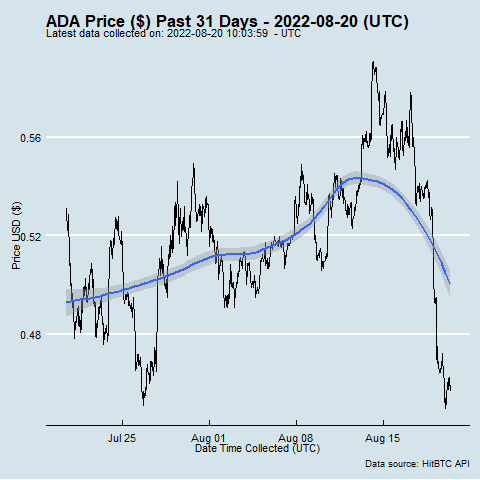 ADA Price ($) Past 31 Days - 2022-08-20 (UTC)
Latest data collected on: 2022-08-20 10:03:59 - UTC
0.56
0.52
0.48
Price USD ($)
Jul 25
Aug 01
Aug 08
Aug 15
Date Time Collected (UTC)
Data source: HitBTC API